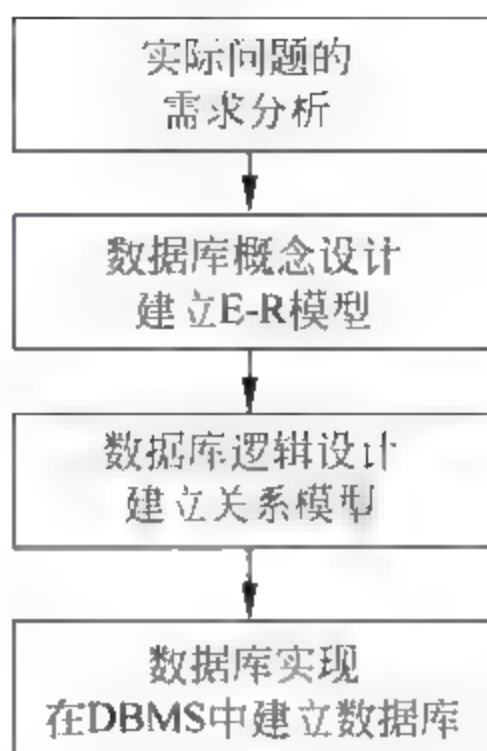 实际问题的
需求分析
数据库概念设计
建立E-R模型
数据库逻辑设计
建立关系模型
数据库实现
在DBMS中建立数据库